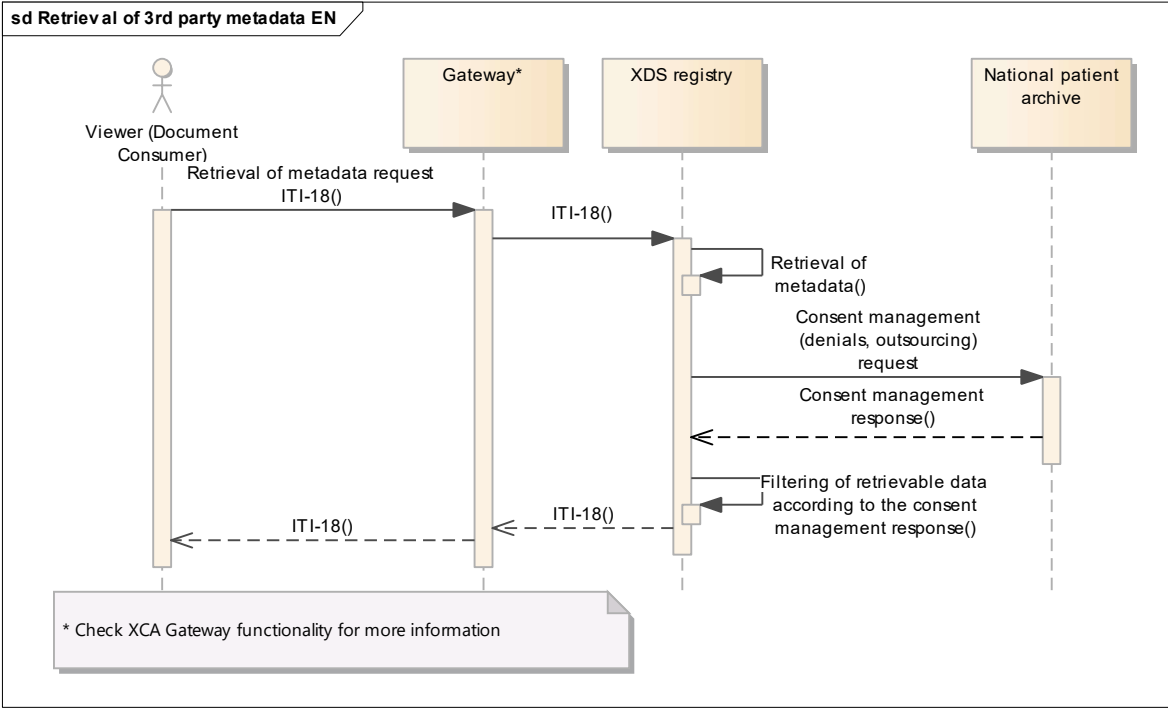 sd Retrieval of 3rd party metadata EN
Viewer (Document
Consumer)
Gateway*
XDS registry
National patient
archive
Retrieval of metadata request
ITI-18()
ITI-18()
Retrieval of
metadata()
Consent management
(denials, outsourcing)
request
Consent management
response()
Filtering of retrievable data
according to the consent
management response()
ITI-18()
ITI-18()
* Check XCA Gateway functionality for more information